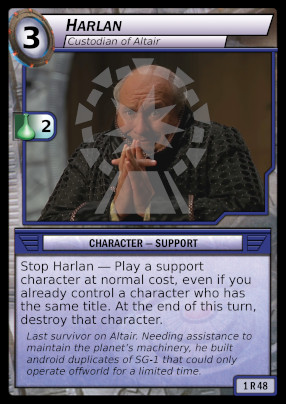 3
HARLAN
Custodian of Altair
2
CHARACTER – SUPPORT
Stop Harlan — Play a support
character at normal cost, even if you
already control a character who has
the same title. At the end of this turn,
destroy that character.
Last survivor on Altair. Needing assistance to
maintain the planet's machinery, he built
android duplicates of SG-1 that could only
operate offworld for a limited time.
1 R 48